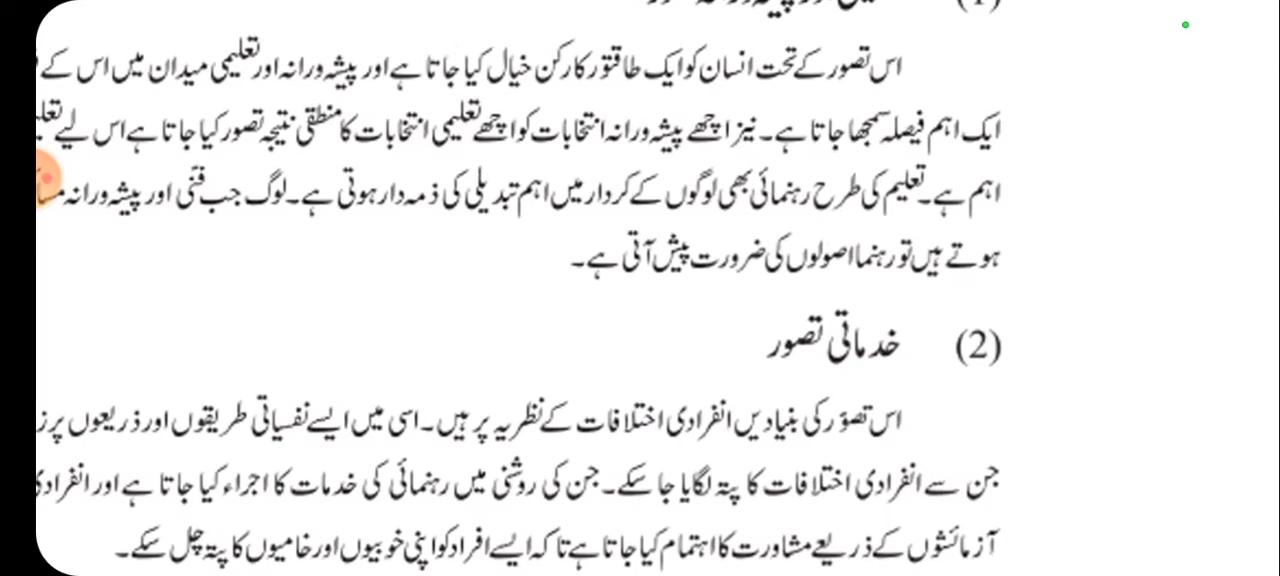 (1)
اس تصور کے تحت انسان کو ایک طاقتور کارکن خیال کیا جاتا ہے اور پیشہ ورانہ اور تعلیمی میدان میں اس کے
ایک اہم فیصلہ سمجھا جاتا ہے۔ نیز اچھے پیشہ ورانہ انتخابات کو اچھے تعلیمی انتخابات کا منطقی نتیجہ تصور کیا جاتا ہے اس لیے
اہم ہے۔ تعلیم کی طرح رہنمائی بھی لوگوں کے کردار میں اہم تبدیلی کی ذمہ دار ہوتی ہے۔ لوگ جب فنّی اور پیشہ ورانہ
ہوتے ہیں تو رہنما اصولوں کی ضرورت پیش آتی ہے۔
(2) خدماتی تصور
اس تصوّر کی بنیادیں انفرادی اختلافات کے نظریہ پر ہیں۔ اسی میں ایسے نفسیاتی طریقوں اور ذریعوں پر
جن سے انفرادی اختلافات کا پتہ لگایا جا سکے۔ جن کی روشنی میں رہنمائی کی خدمات کا اجراء کیا جاتا ہے اور انفرادی
آزمائشوں کے ذریعے مشاورت کا اہتمام کیا جاتا ہے تا کہ ایسے افراد کو اپنی خوبیوں اور خامیوں کا پتہ چل سکے۔